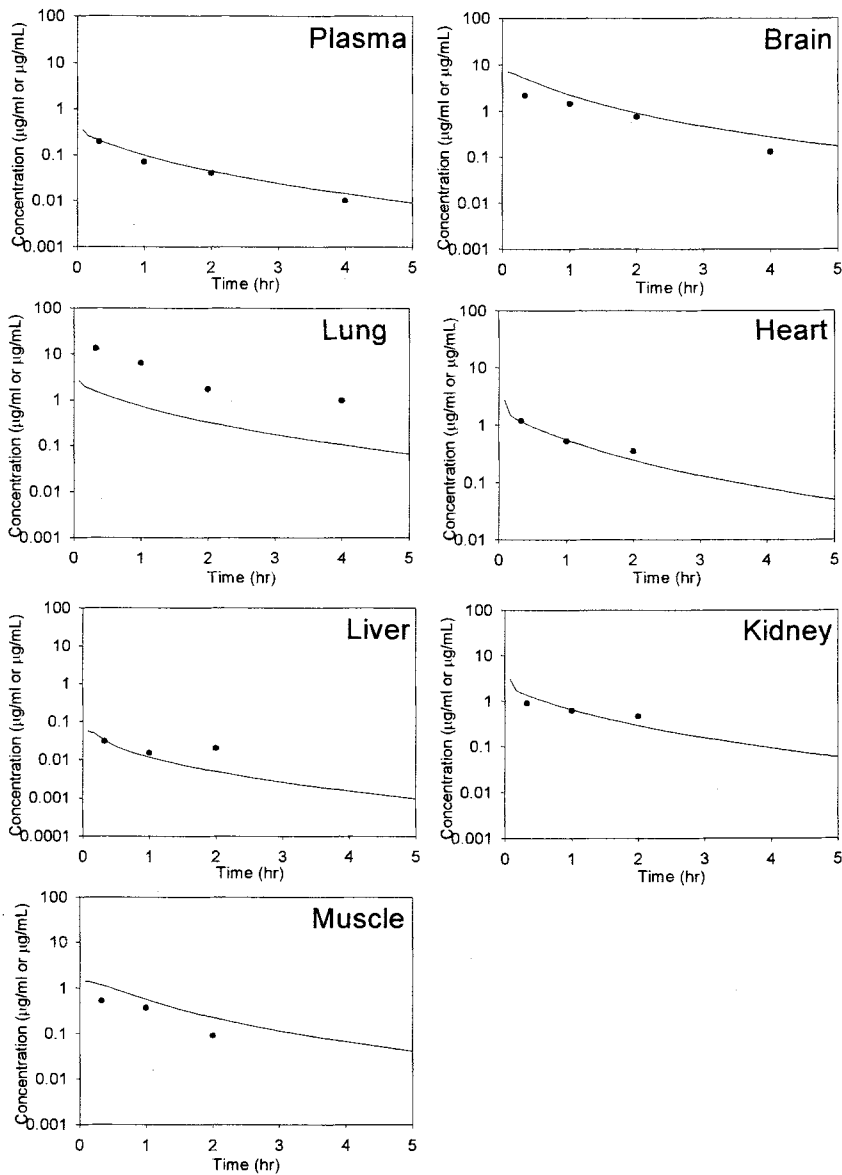 Plasma
Concentration (µg/ml or µg/mL)
100
10
1
0.1
0.01
0.001
0 1 2 3 4 5
Time (hr)
Brain
Concentration (µg/ml or µg/mL)
100
10
1
0.1
0.01
0.001
0 1 2 3 4 5
Time (hr)
Lung
Concentration (µg/ml or µg/mL)
100
10
1
0.1
0.01
0.001
0 1 2 3 4 5
Time (hr)
Heart
Concentration (µg/ml or µg/mL)
100
10
1
0.1
0.01
0 1 2 3 4 5
Time (hr)
Liver
Concentration (µg/ml or µg/mL)
100
10
1
0.1
0.01
0.001
0.0001
0 1 2 3 4 5
Time (hr)
Kidney
Concentration (µg/ml or µg/mL)
100
10
1
0.1
0.01
0.001
0 1 2 3 4 5
Time (hr)
Muscle
Concentration (µg/ml or µg/mL)
100
10
1
0.1
0.01
0.001
0 1 2 3 4 5
Time (hr)